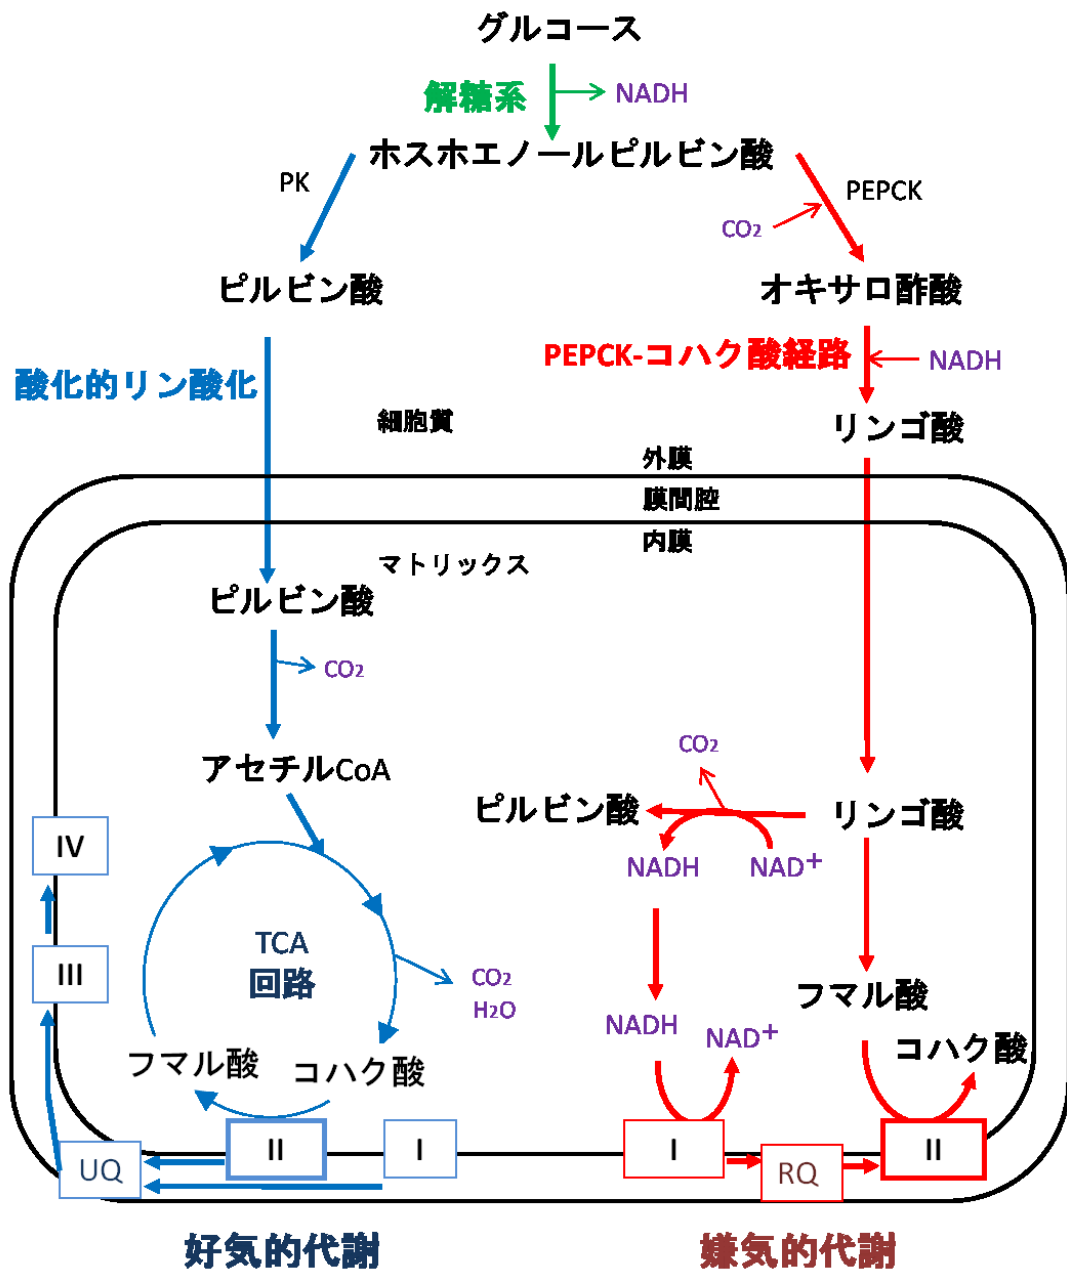 グルコース
解糖系
NADH
ホスホエノールピルビン酸
PK
PEPCK
CO2
ピルビン酸
オキサロ酢酸
PEPCK-コハク酸経路
NADH
酸化的リン酸化
細胞質
リンゴ酸
外膜
膜間腔
内膜
マトリックス
ピルビン酸
CO2
CO2
アセチルCoA
ピルビン酸
リンゴ酸
IV
NADH
NAD+
TCA
回路
III
CO2
H2O
フマル酸
NADH
NAD+
コハク酸
フマル酸
コハク酸
II
I
I
II
UQ
RQ
好気的代謝
嫌気的代謝